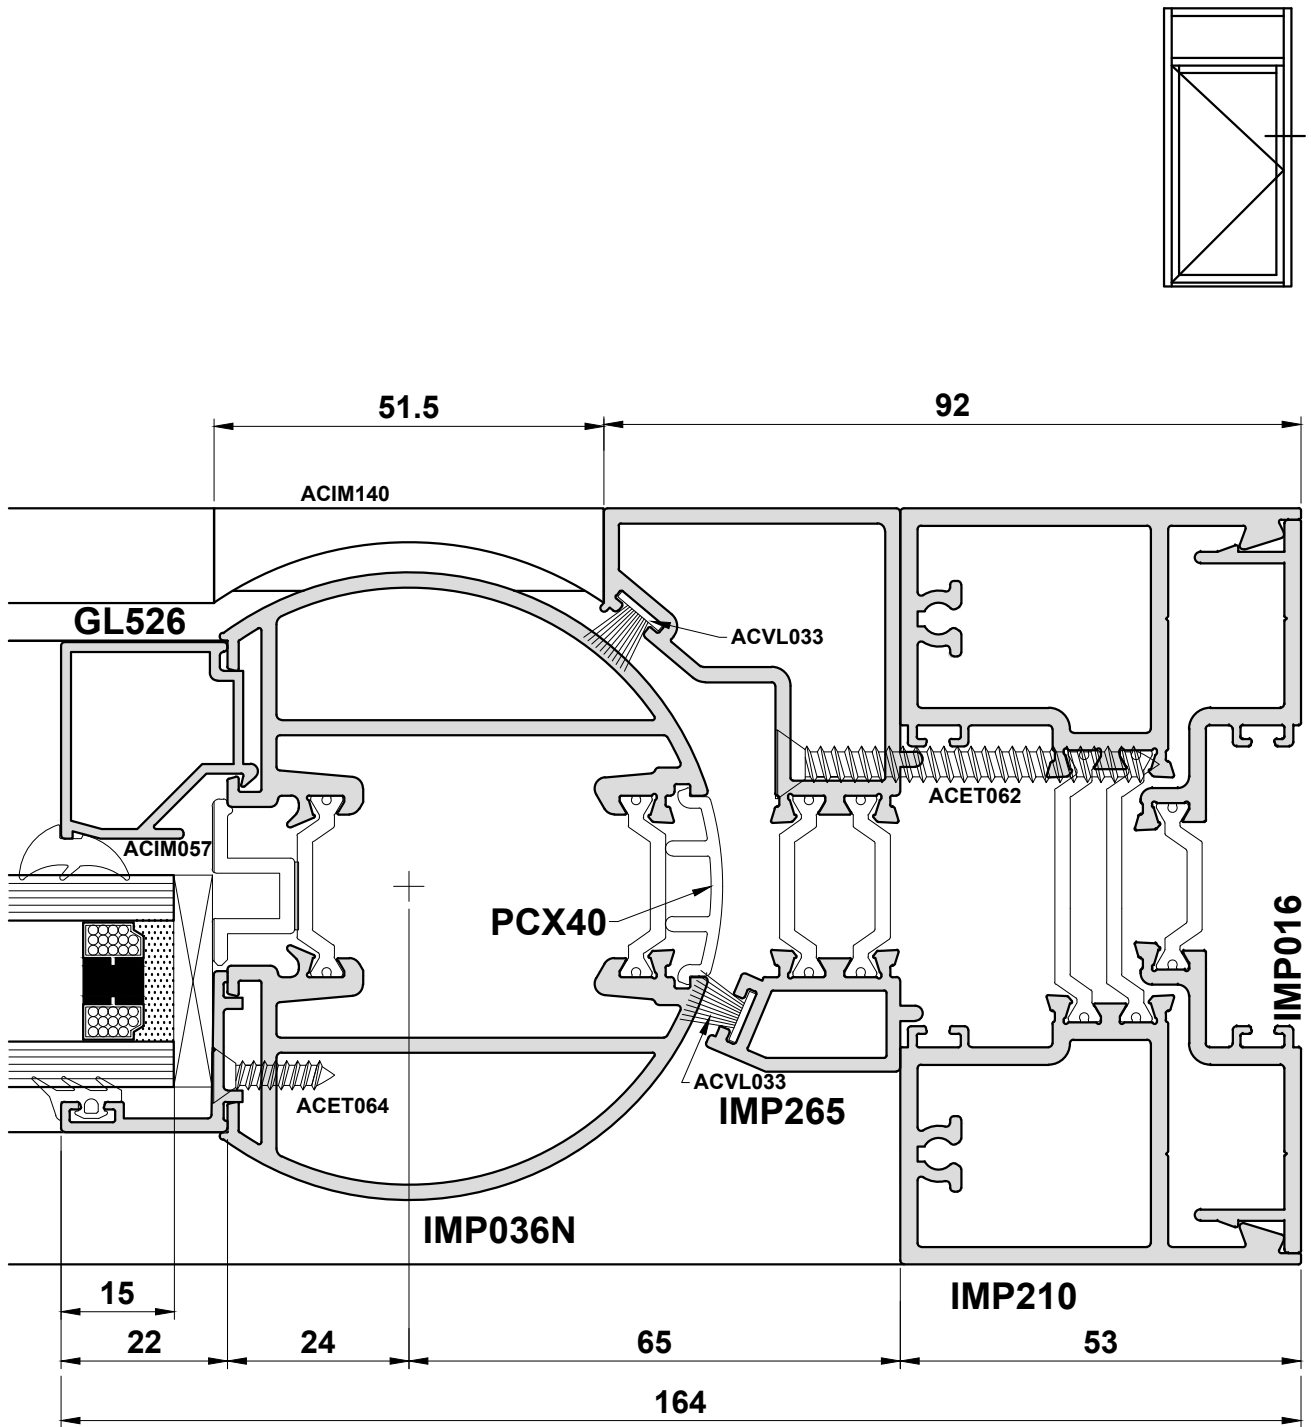 51.5
92
ACIM140
GL526
ACVL033
ACET062
ACIM057
PCX40
IMP016
ACVL033
ACET064
IMP265
IMP036N
15
IMP210
22
24
65
53
164